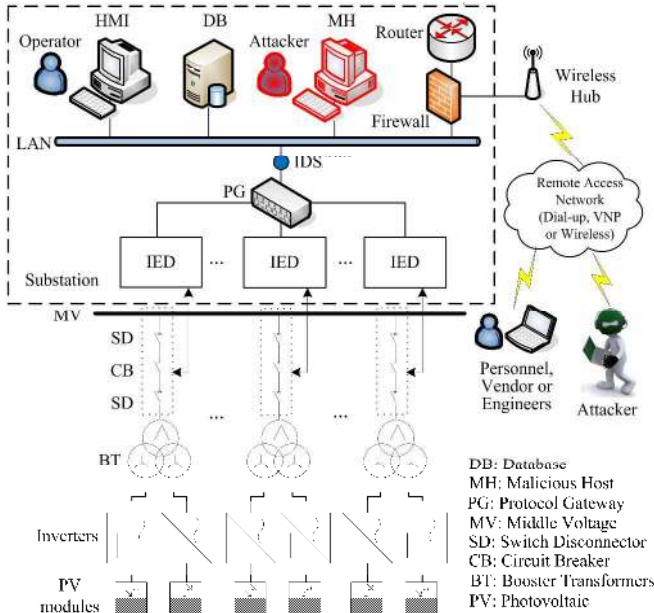 HMI
DB
MH
Router
Operator
Attacker
Wireless
Hub
Firewall
LAN
IDS
PG
Remote Access
Network
(Dial-up, VNP
or Wireless)
IED
...
IED
...
IED
Substation
MV
SD
CB
SD
...
...
BT
Personnel,
Vendor or
Engineers
Attacker
Inverters
PV
modules
DB: Database
MH: Malicious Host
PG: Protocol Gateway
MV: Middle Voltage
SD: Switch Disconnector
CB: Circuit Breaker
BT: Booster Transformers
PV: Photovoltaic